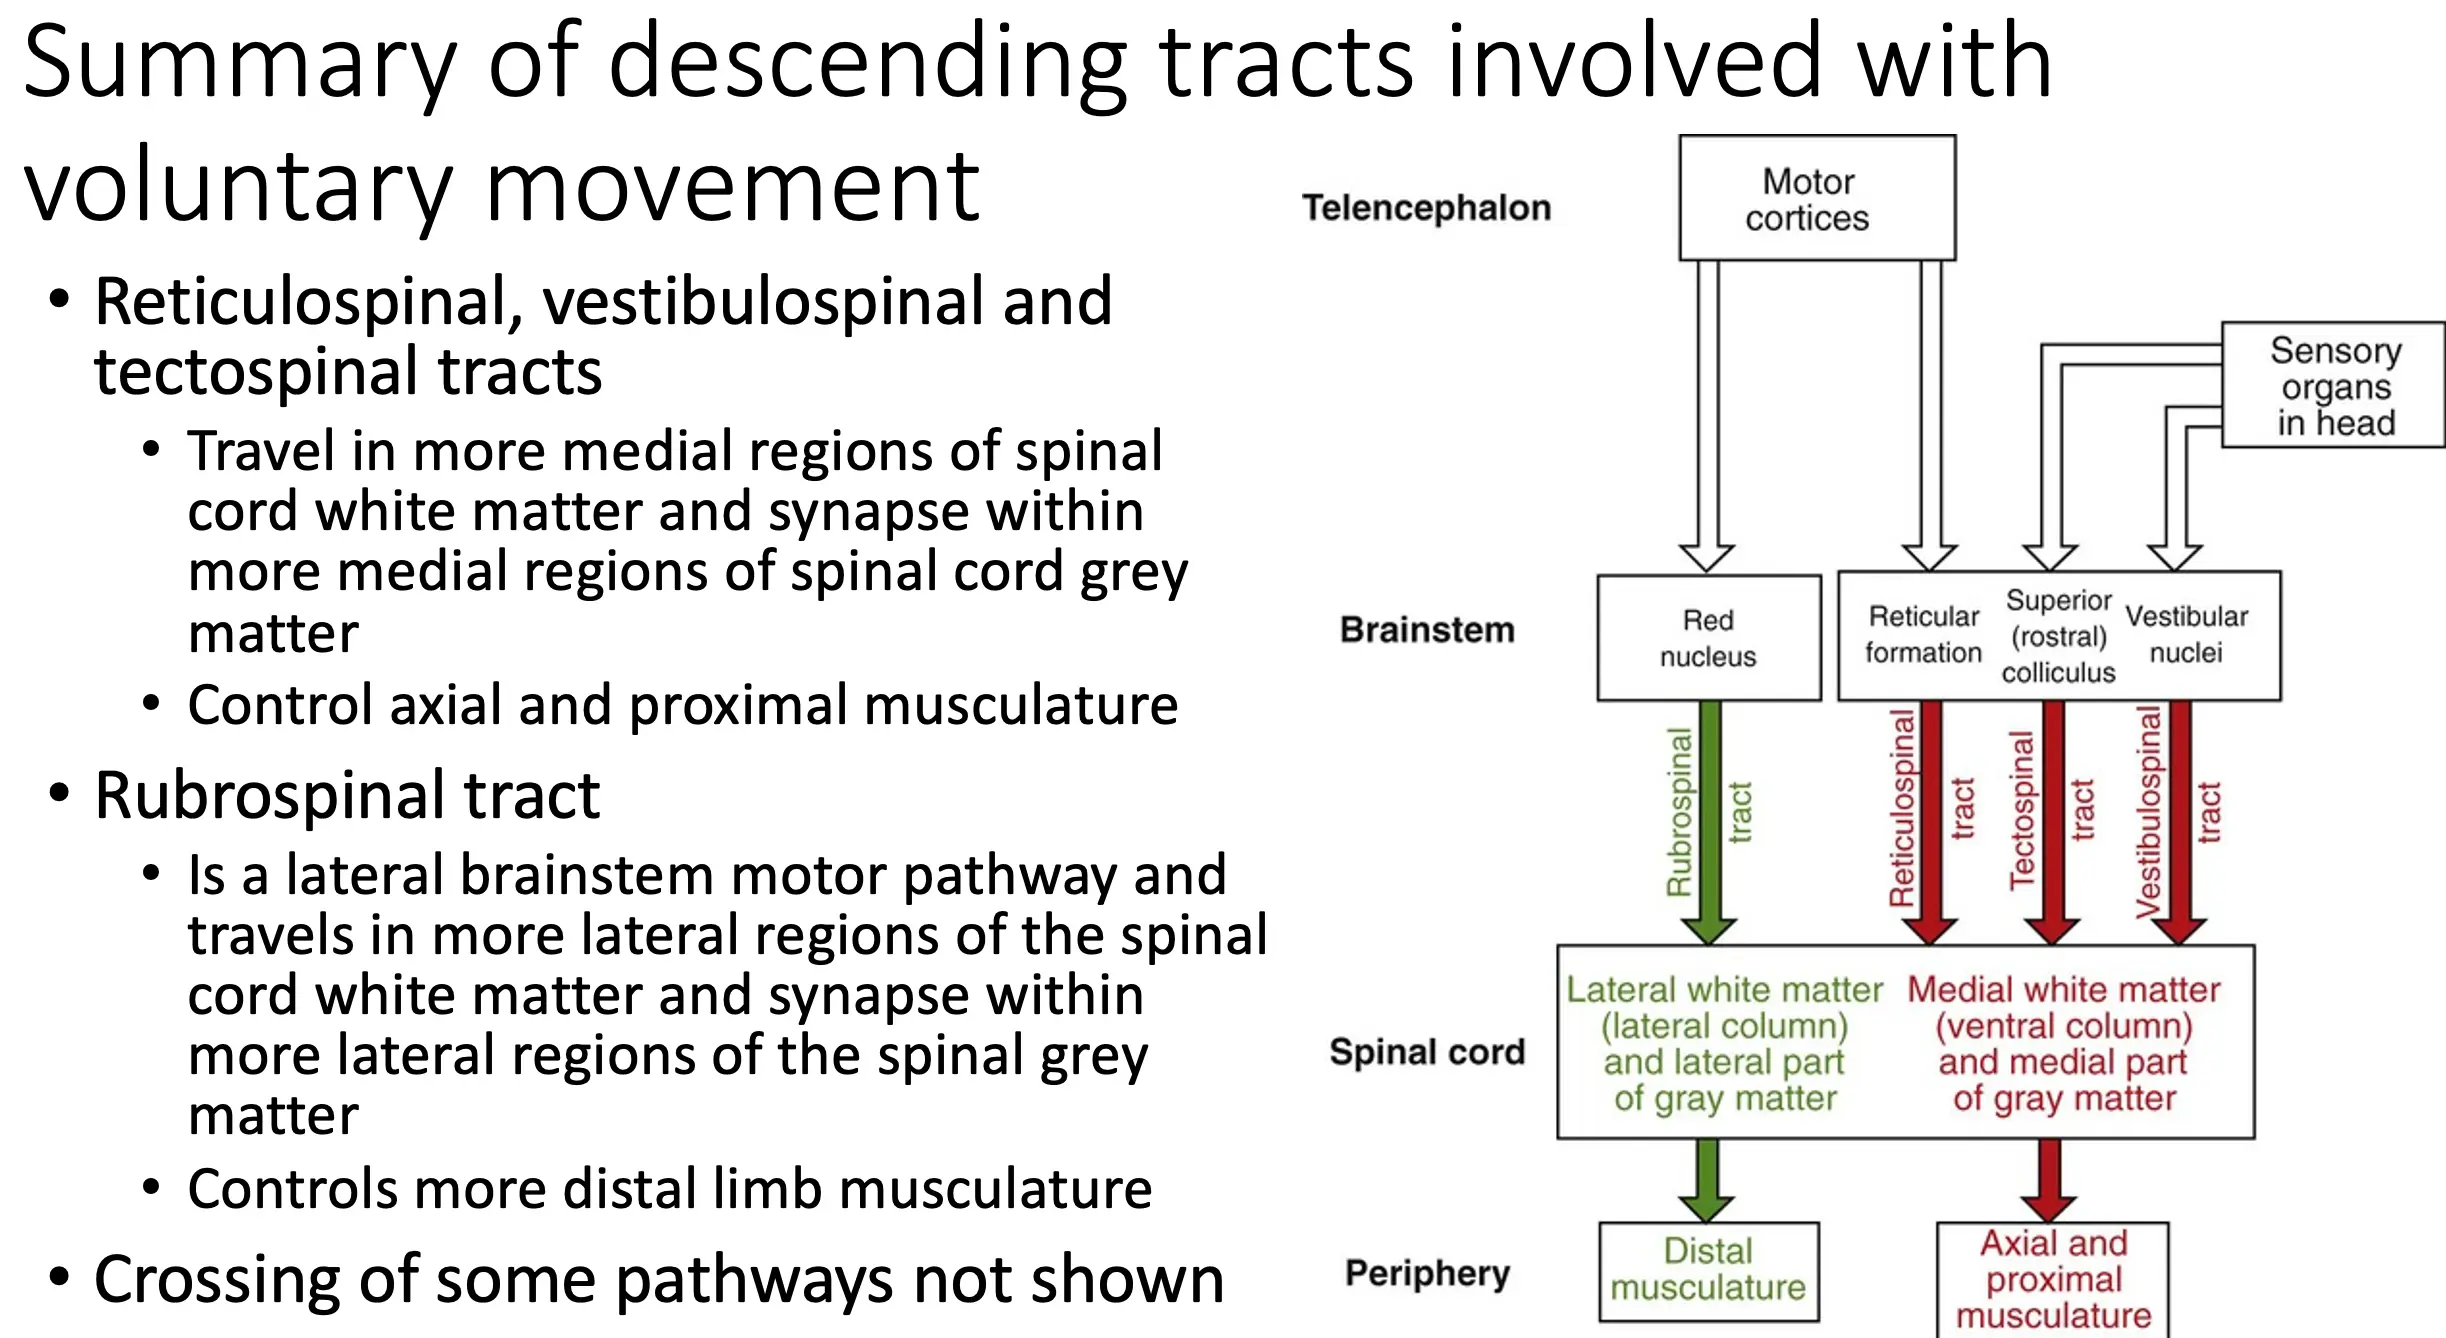 Summary of descending tracts involved with
voluntary movement
• Reticulospinal, vestibulospinal and
tectospinal tracts
• Travel in more medial regions of spinal
cord white matter and synapse within
more medial regions of spinal cord grey
matter
• Control axial and proximal musculature
• Rubrospinal tract
• Is a lateral brainstem motor pathway and
travels in more lateral regions of the spinal
cord white matter and synapse within
more lateral regions of the spinal grey
matter
• Controls more distal limb musculature
• Crossing of some pathways not shown
Telencephalon
Motor
cortices
Sensory
organs
in head
Brainstem
Red
nucleus
Reticular
formation
Superior
(rostral)
colliculus
Vestibular
nuclei
Rubrospinal
tract
Reticulospinal
tract
Tectospinal
tract
Vestibulospinal
tract
Spinal cord
Lateral white matter
(lateral column)
and lateral part
of gray matter
Medial white matter
(ventral column)
and medial part
of gray matter
Periphery
Distal
musculature
Axial and
proximal
musculature